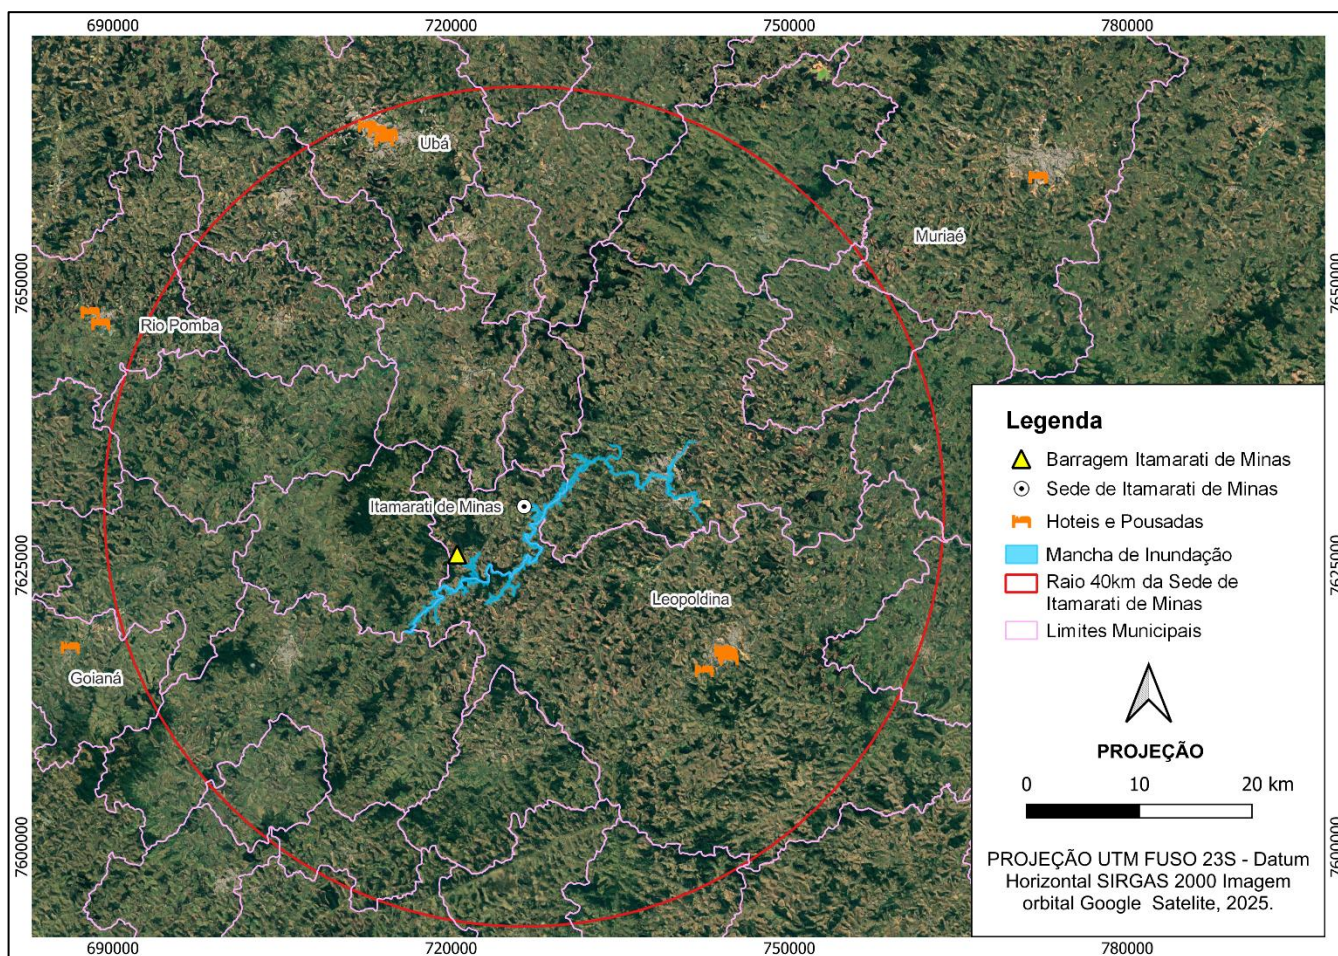 690000
720000
750000
780000
Ubá
Muriaé
7650000
7650000
Rio Pomba
Legenda
Barragem Itamarati de Minas
Sede de Itamarati de Minas
Hoteis e Pousadas
Mancha de Inundação
Raio 40km da Sede de
Itamarati de Minas
Limites Municipais
Itamarati de Minas
7625000
7625000
Leopoldina
Goianá
PROJEÇÃO
0 10 20 km
7600000
7600000
PROJEÇÃO UTM FUSO 23S - Datum
Horizontal SIRGAS 2000 Imagem
orbital Google Satelite, 2025.
690000
720000
750000
780000